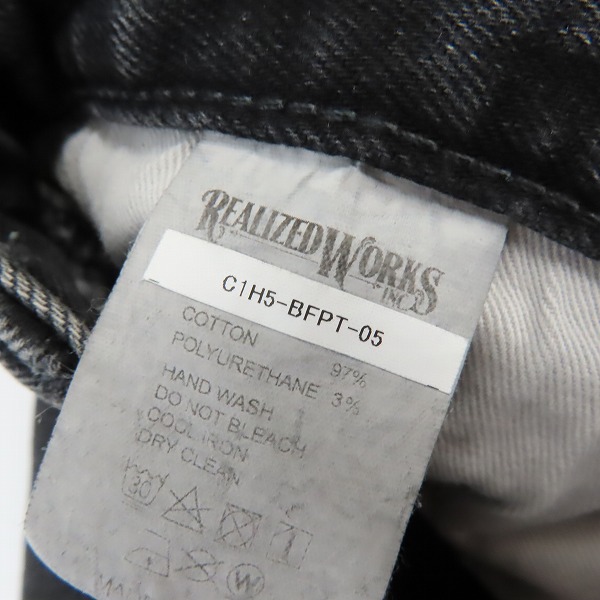 REALIZED WORKS
INC.
C1H5-BFPT-05
COTTON 97%
POLYURETHANE 3%
HAND WASH
DO NOT BLEACH
COOL IRON
DRY CLEAN
30
W